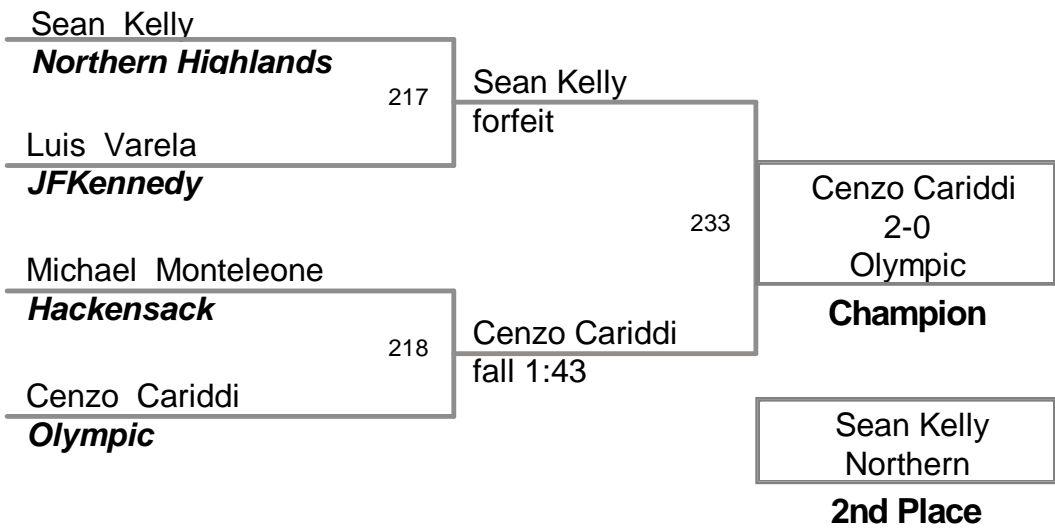 Sean Kelly
Northern Highlands
217
Sean Kelly
forfeit
Luis Varela
JFKennedy
233
Cenzo Cariddi
2-0
Olympic
Champion
Michael Monteleone
Hackensack
218
Cenzo Cariddi
fall 1:43
Cenzo Cariddi
Olympic
Sean Kelly
Northern
2nd Place